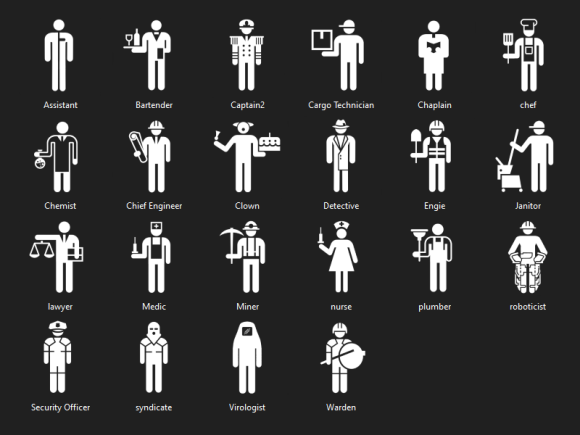 Assistant
Bartender
Captain2
Cargo Technician
Chaplain
chef
Chemist
Chief Engineer
Clown
Detective
Engie
Janitor
lawyer
Medic
Miner
nurse
plumber
roboticist
Security Officer
syndicate
Virologist
Warden